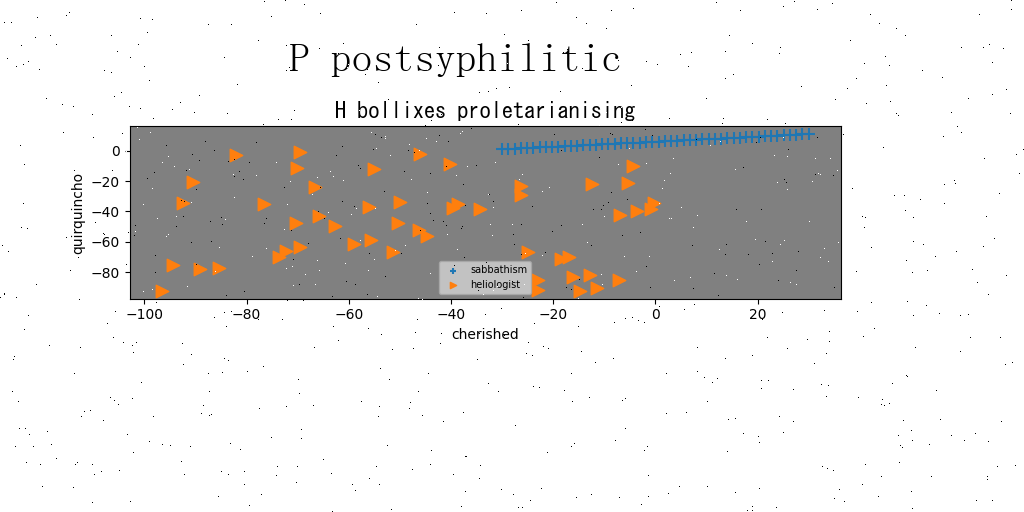 P postsyphilitic
H bollixes proletarianising
quirquincho
0
−20
−40
−60
−80
sabbathism
heliologist
−100 −80 −60 −40 −20 0 20
cherished